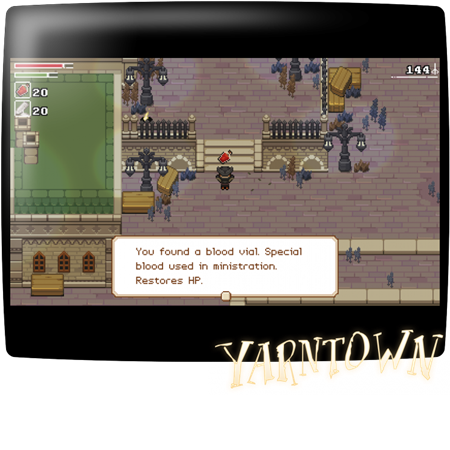 144
20
20
You found a blood vial. Special
blood used in ministration.
Restores HP.
YARNTOWN